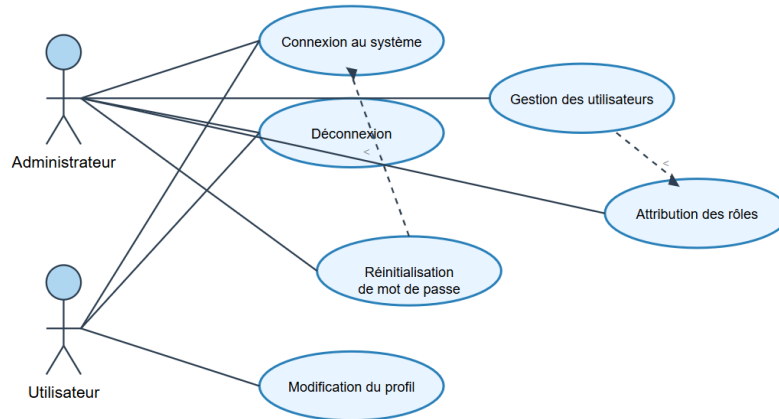 Connexion au système
Gestion des utilisateurs
Déconnexion
<
Administrateur
<
Attribution des rôles
Réinitialisation
de mot de passe
Utilisateur
Modification du profil